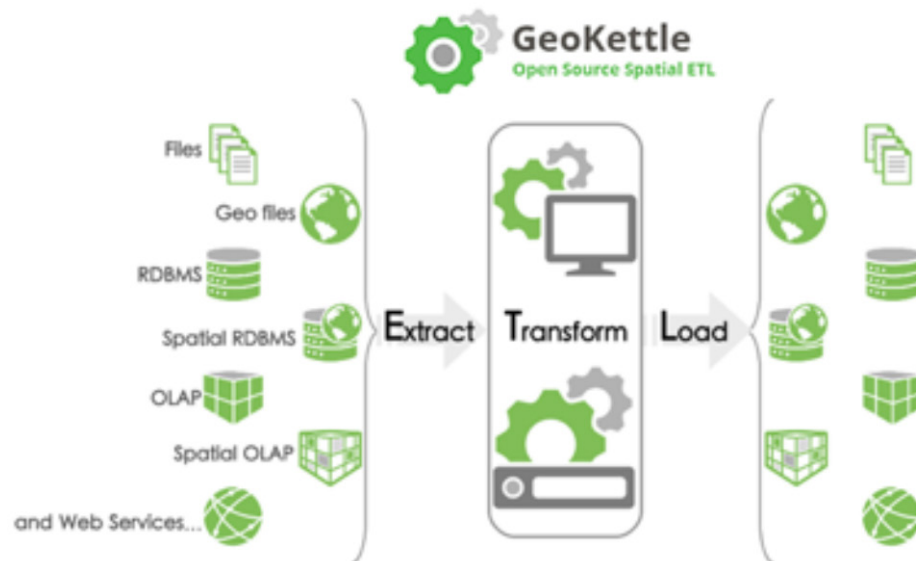 GeoKettle
Open Source Spatial ETL
Files
Geo files
RDBMS
Spatial RDBMS
OLAP
Spatial OLAP
and Web Services...
Extract
Transform
Load